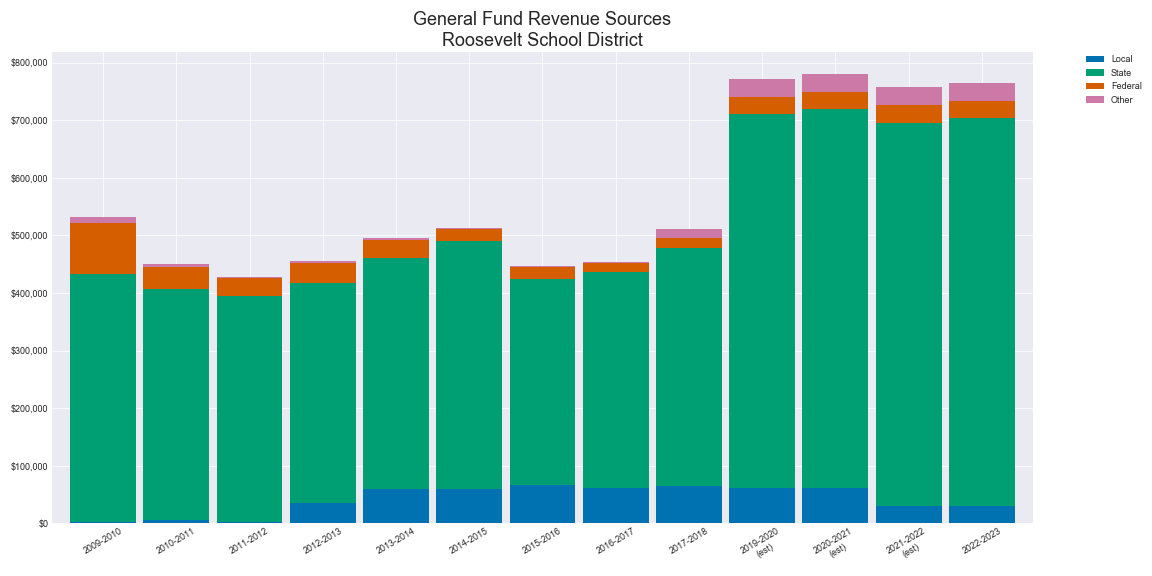 General Fund Revenue Sources
Roosevelt School District
Local
State
Federal
Other
$800,000
$700,000
$600,000
$500,000
$400,000
$300,000
$200,000
$100,000
$0
2009-2010
2010-2011
2011-2012
2012-2013
2013-2014
2014-2015
2015-2016
2016-2017
2017-2018
2019-2020
(est)
2020-2021
(est)
2021-2022
(est)
2022-2023